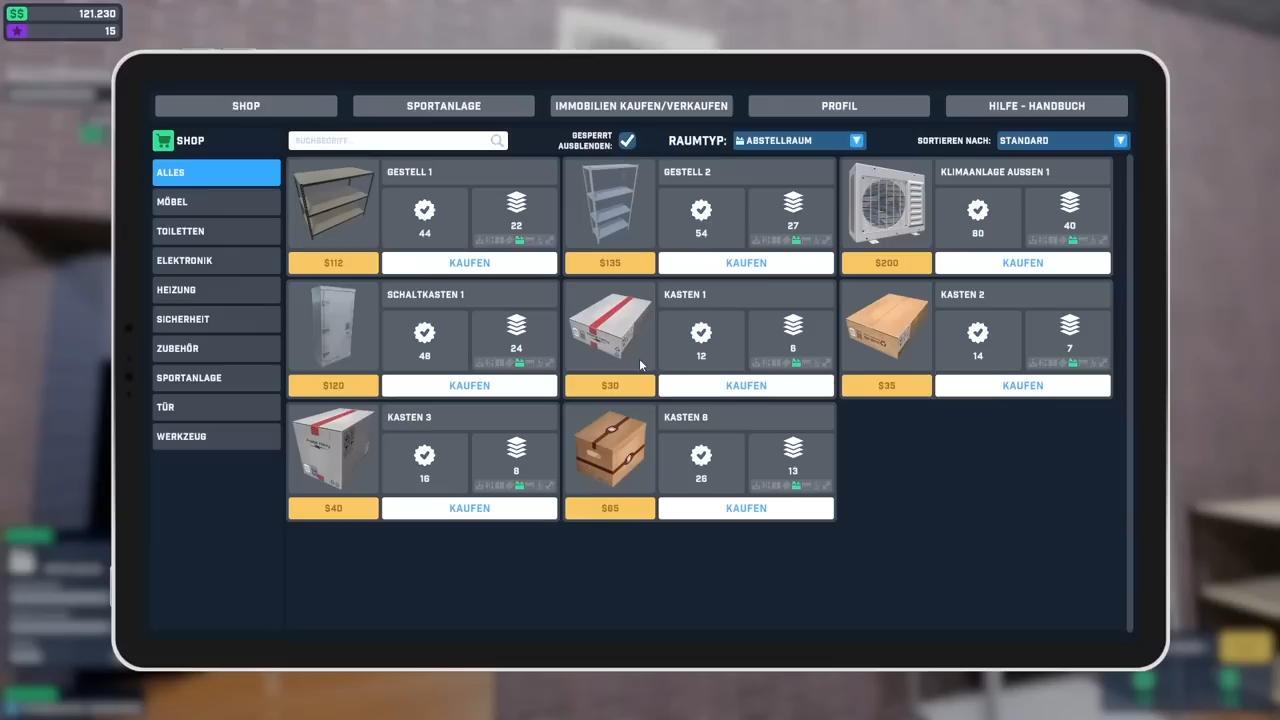 $$ 121.230
15
SHOP SPORTANLAGE IMMOBILIEN KAUFEN/VERKAUFEN PROFIL HILFE - HANDBUCH
SHOP
SUCHBEGRIFF...
GESPERRT AUSBLENDEN:
RAUMTYP: ABSTELLRAUM
SORTIEREN NACH: STANDARD
ALLES
MÖBEL
TOILETTEN
ELEKTRONIK
HEIZUNG
SICHERHEIT
ZUBEHÖR
SPORTANLAGE
TÜR
WERKZEUG
GESTELL 1
44 22
$112 KAUFEN
GESTELL 2
54 27
$135 KAUFEN
KLIMAANLAGE AUSSEN 1
80 40
$200 KAUFEN
SCHALTKASTEN 1
48 24
$120 KAUFEN
KASTEN 1
12 6
$30 KAUFEN
KASTEN 2
14 7
$35 KAUFEN
KASTEN 3
16 8
$40 KAUFEN
KASTEN 8
26 13
$65 KAUFEN